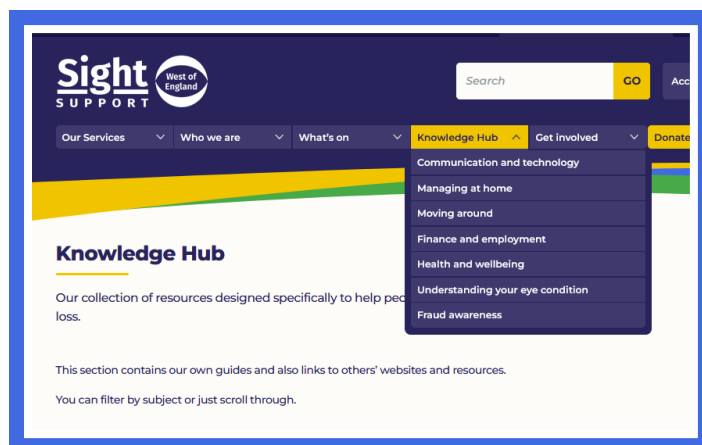 Sight
SUPPORT
West of
England
Search
GO
Acc
Our Services
Who we are
What's on
Knowledge Hub
Get involved
Donate
Communication and technology
Managing at home
Moving around
Finance and employment
Health and wellbeing
Understanding your eye condition
Fraud awareness
Knowledge Hub
Our collection of resources designed specifically to help
loss.
This section contains our own guides and also links to others' websites and resources.
You can filter by subject or just scroll through.